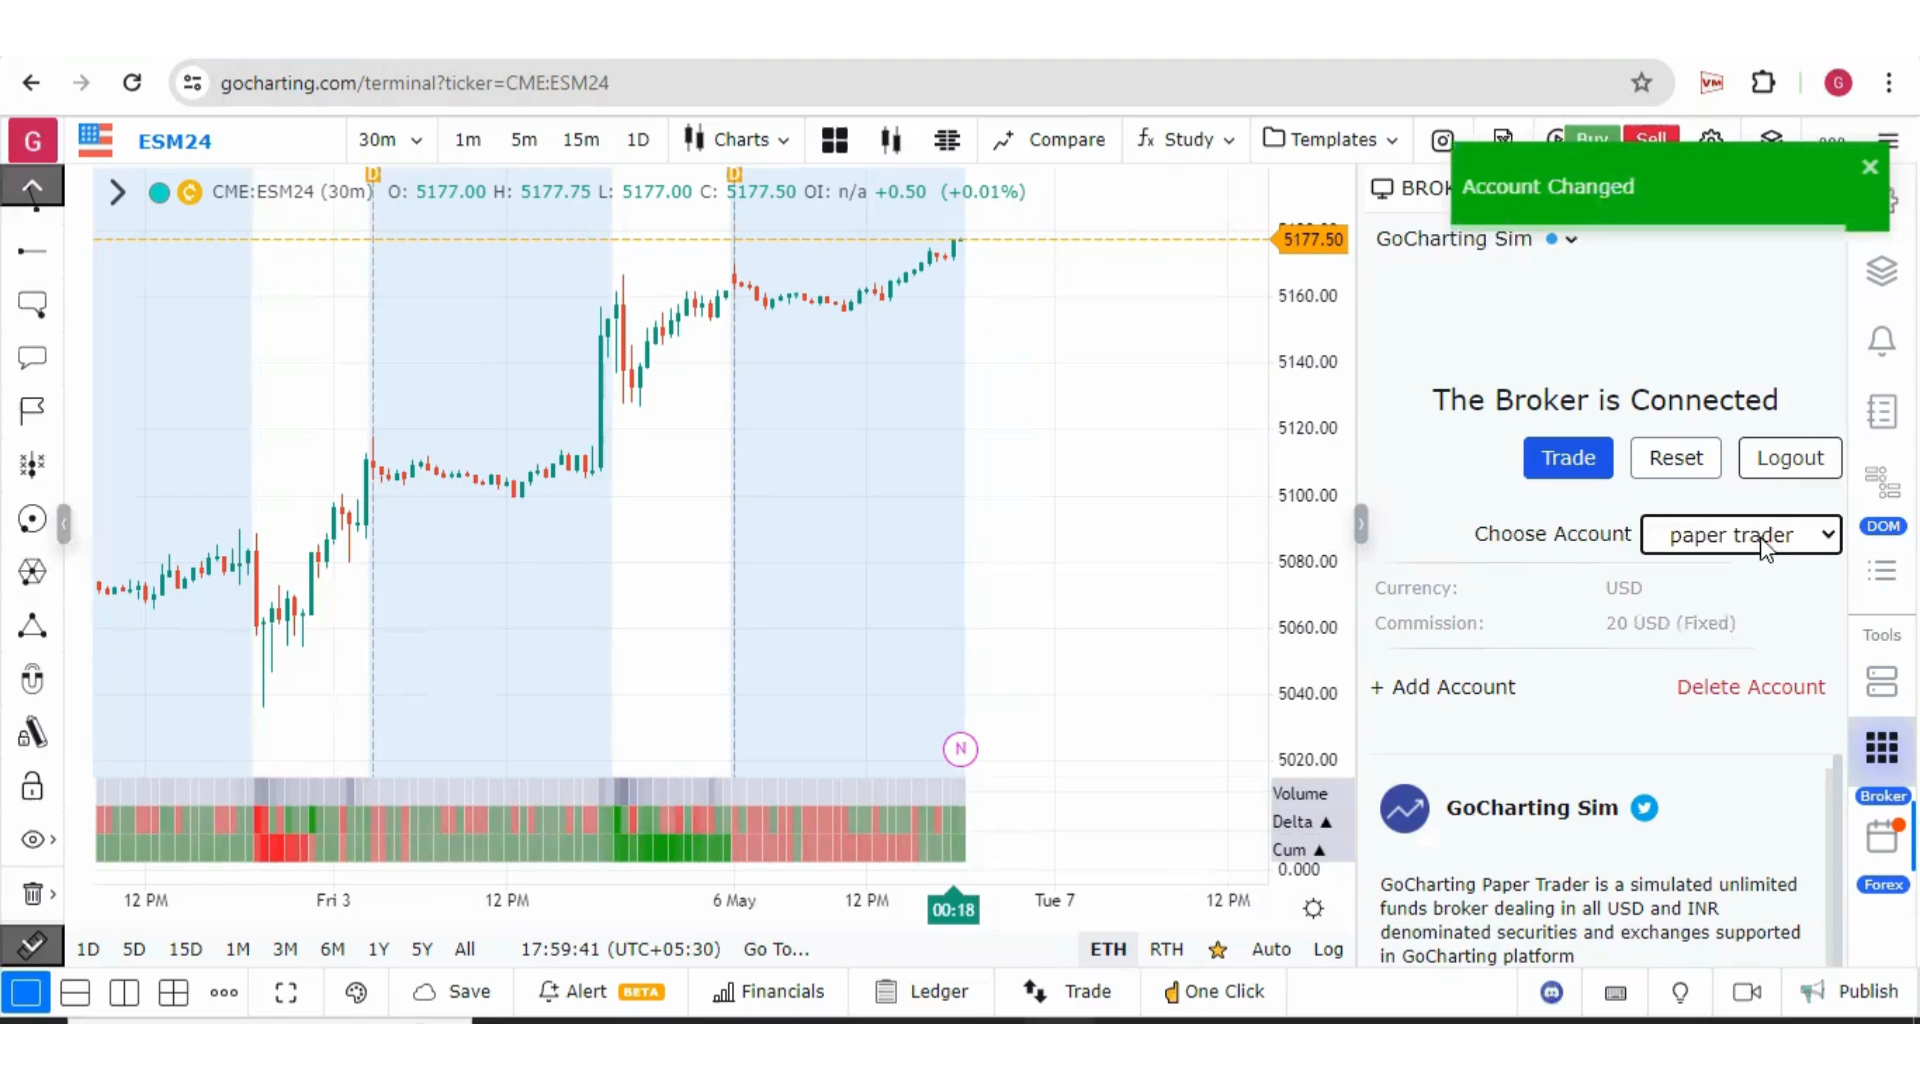 gocharting.com/terminal?ticker=CME:ESM24
VM
G
G
ESM24
30m
1m
5m
15m
1D
Charts
Compare
fx Study
Templates
Buy
Sell
Account Changed
D
D
CME:ESM24 (30m) O: 5177.00 H: 5177.75 L: 5177.00 C: 5177.50 OI: n/a +0.50 (+0.01%)
GoCharting Sim
5177.50
5160.00
5140.00
5120.00
5100.00
5080.00
5060.00
5040.00
5020.00
The Broker is Connected
Trade
Reset
Logout
Choose Account
paper trader
Currency: USD
Commission: 20 USD (Fixed)
+ Add Account
Delete Account
DOM
Tools
Broker
Forex
N
Volume
Delta ▲
Cum ▲
0.000
GoCharting Sim
GoCharting Paper Trader is a simulated unlimited
funds broker dealing in all USD and INR
denominated securities and exchanges supported
in GoCharting platform
12 PM
Fri 3
12 PM
6 May
12 PM
00:18
Tue 7
12 PM
1D
5D
15D
1M
3M
6M
1Y
5Y
All
17:59:41 (UTC+05:30)
Go To...
ETH
RTH
Auto
Log
Save
Alert BETA
Financials
Ledger
Trade
One Click
Publish